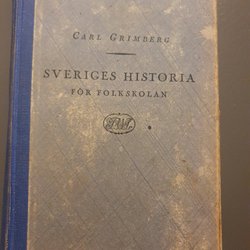 CARL GRIMBERG
SVERIGES HISTORIA
FÖR FOLKSKOLAN